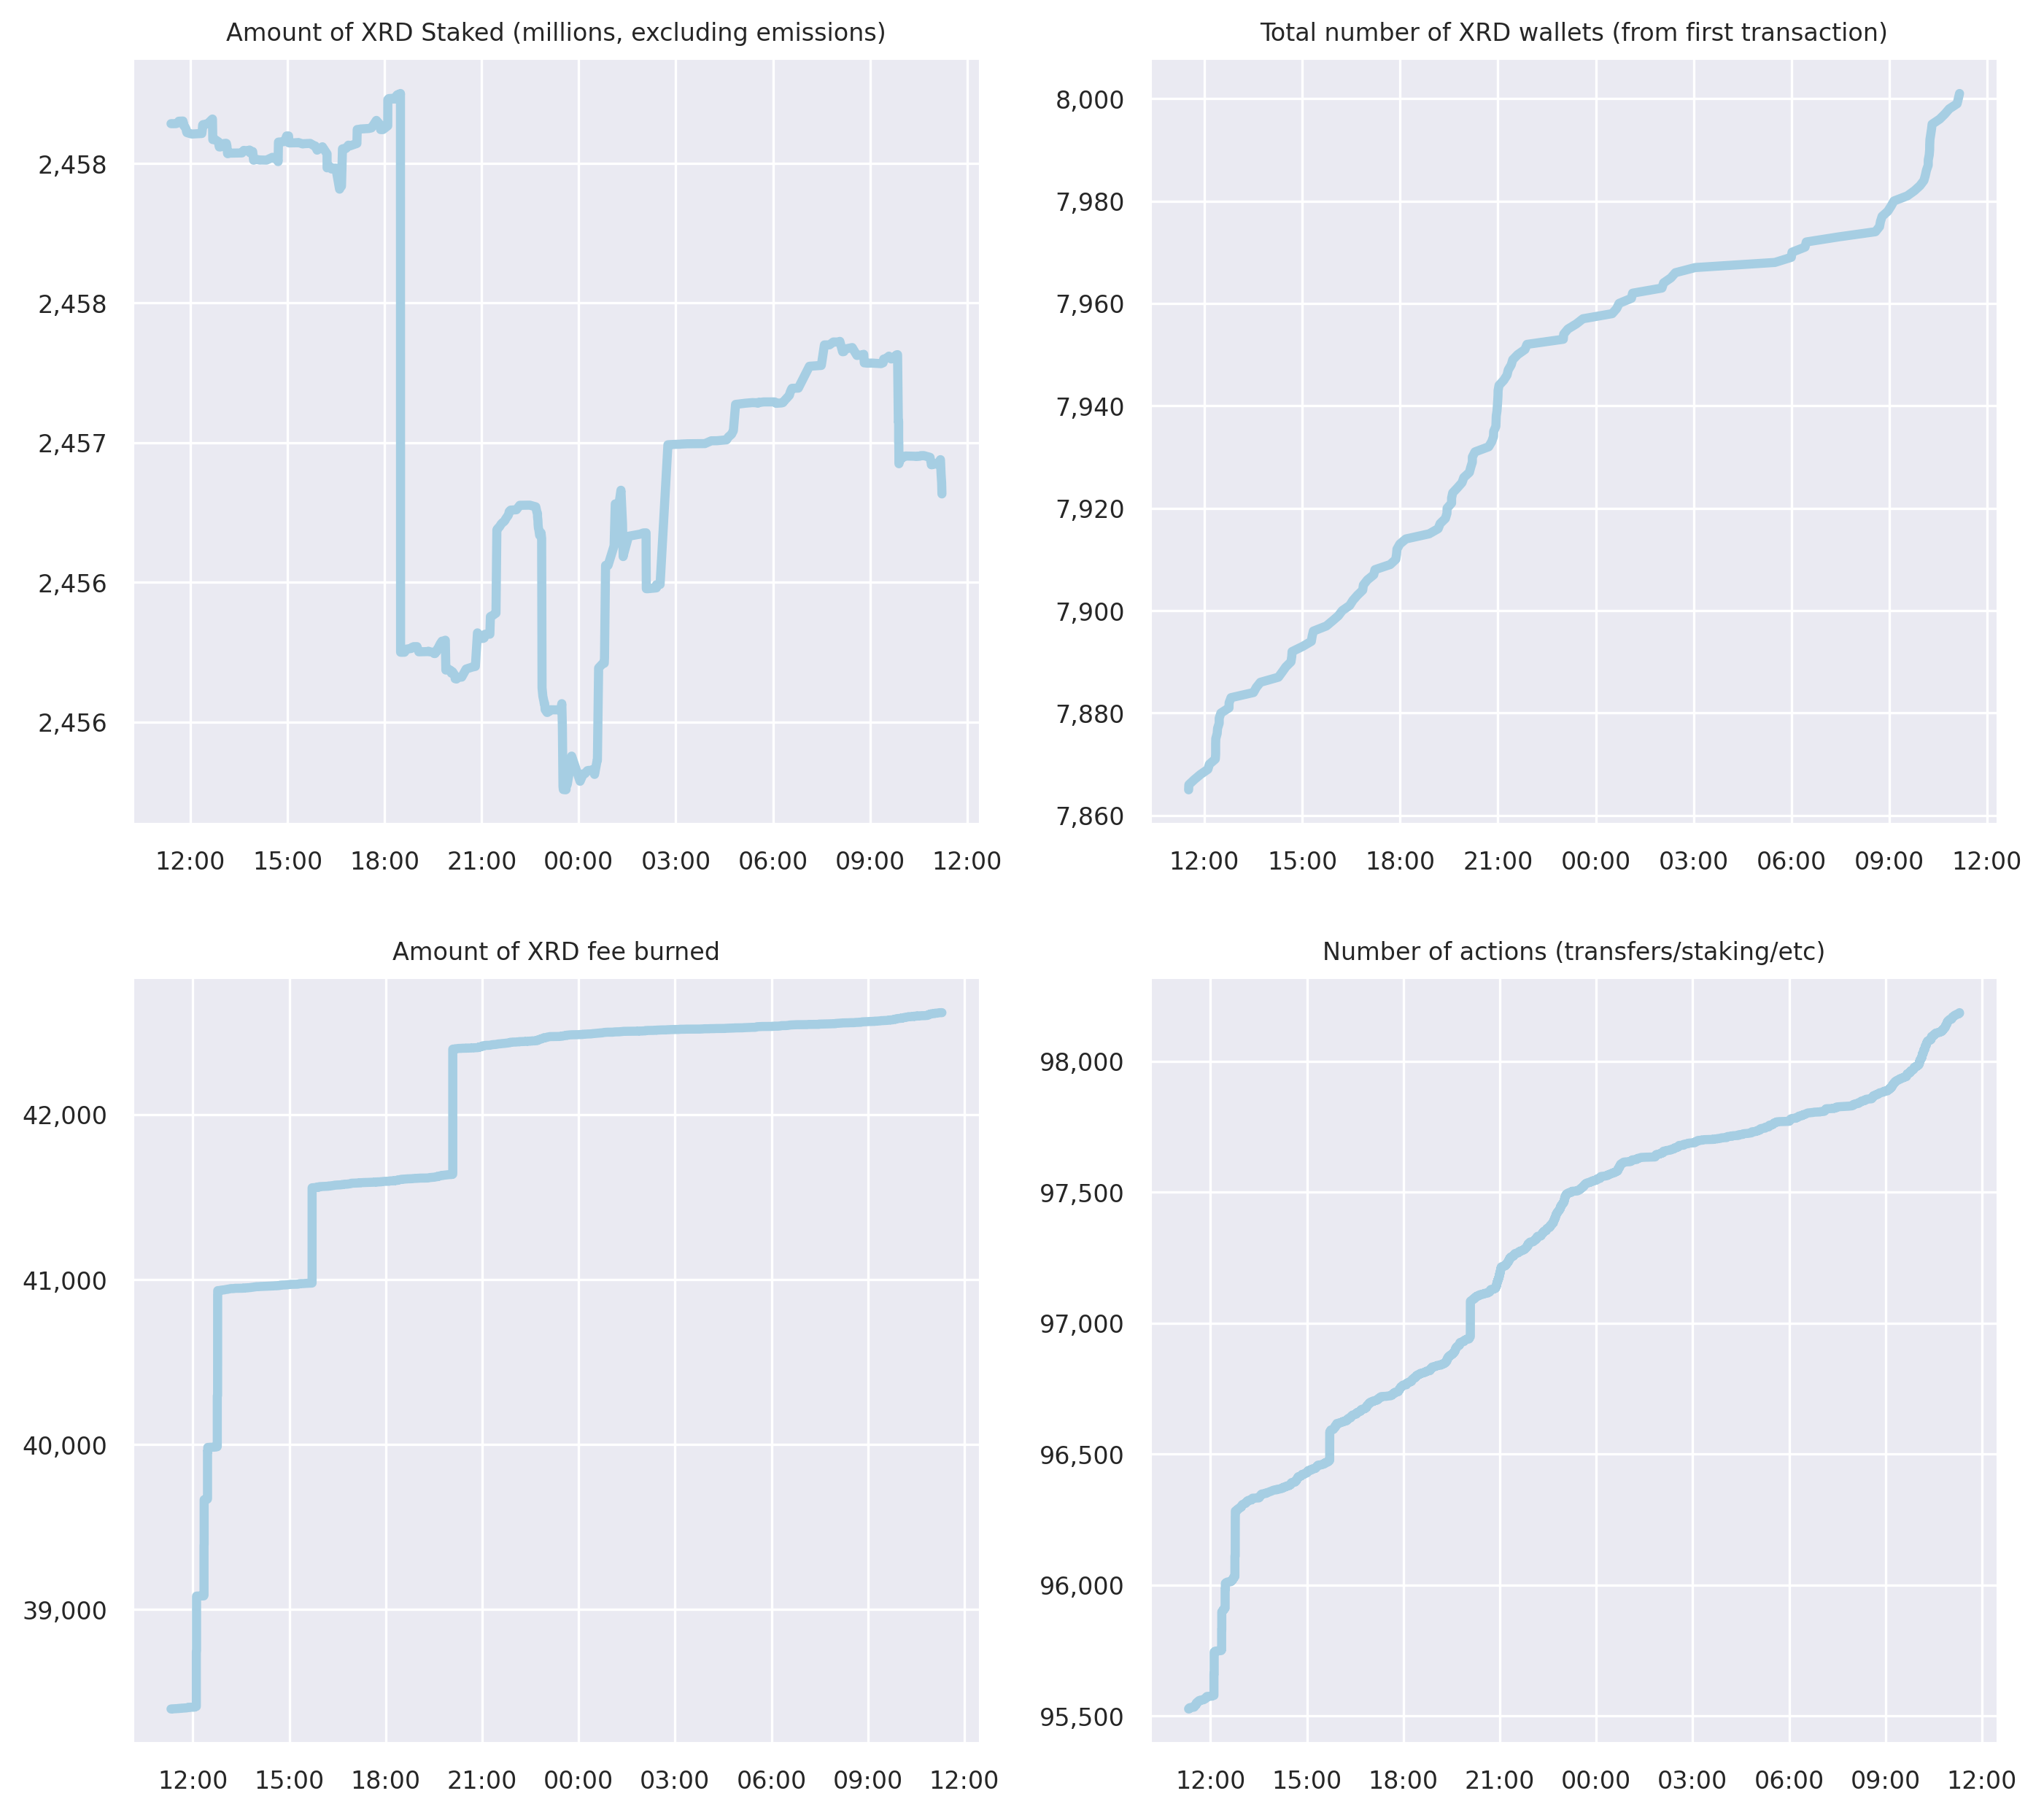 Amount of XRD Staked (millions, excluding emissions)
2,458
2,458
2,457
2,456
2,456
12:00 15:00 18:00 21:00 00:00 03:00 06:00 09:00 12:00
Total number of XRD wallets (from first transaction)
8,000
7,980
7,960
7,940
7,920
7,900
7,880
7,860
12:00 15:00 18:00 21:00 00:00 03:00 06:00 09:00 12:00
Amount of XRD fee burned
42,000
41,000
40,000
39,000
12:00 15:00 18:00 21:00 00:00 03:00 06:00 09:00 12:00
Number of actions (transfers/staking/etc)
98,000
97,500
97,000
96,500
96,000
95,500
12:00 15:00 18:00 21:00 00:00 03:00 06:00 09:00 12:00